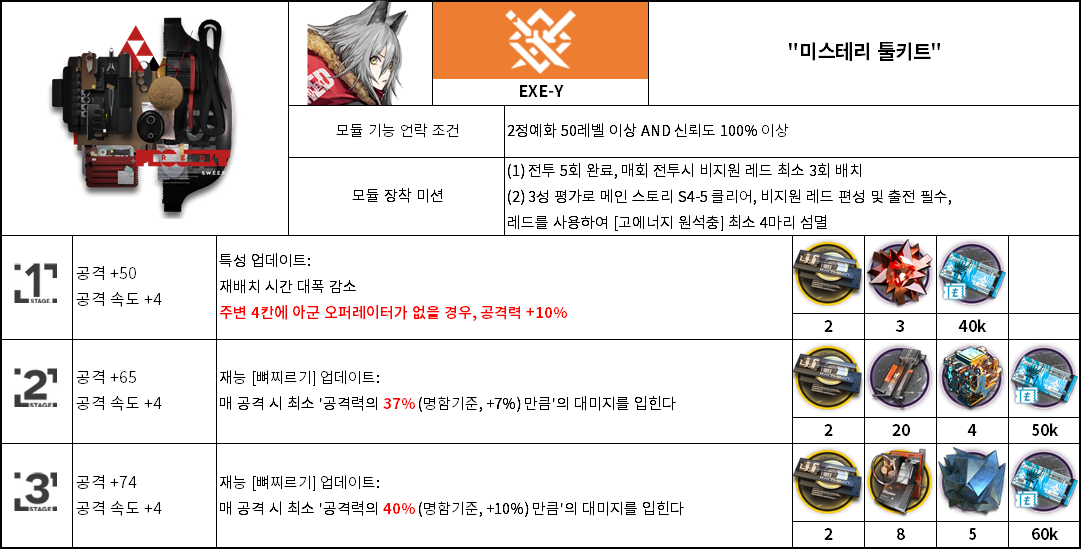 "미스테리 툴키트"
EXE-Y
RED
SWEEP
모듈 기능 언락 조건
2정예화 50레벨 이상 AND 신뢰도 100% 이상
모듈 장착 미션
(1) 전투 5회 완료, 매회 전투시 비지원 레드 최소 3회 배치
(2) 3성 평가로 메인 스토리 S4-5 클리어, 비지원 레드 편성 및 출전 필수,
레드를 사용하여 [고에너지 원석충] 최소 4마리 섬멸
1
STAGE
공격 +50
공격 속도 +4
특성 업데이트:
재배치 시간 대폭 감소
주변 4칸에 아군 오퍼레이터가 없을 경우, 공격력 +10%
2
3
40k
2
STAGE
공격 +65
공격 속도 +4
재능 [뼈찌르기] 업데이트:
매 공격 시 최소 '공격력의 37% (명함기준, +7%) 만큼'의 대미지를 입힌다
2
20
4
50k
3
STAGE
공격 +74
공격 속도 +4
재능 [뼈찌르기] 업데이트:
매 공격 시 최소 '공격력의 40% (명함기준, +10%) 만큼'의 대미지를 입힌다
2
8
5
60k